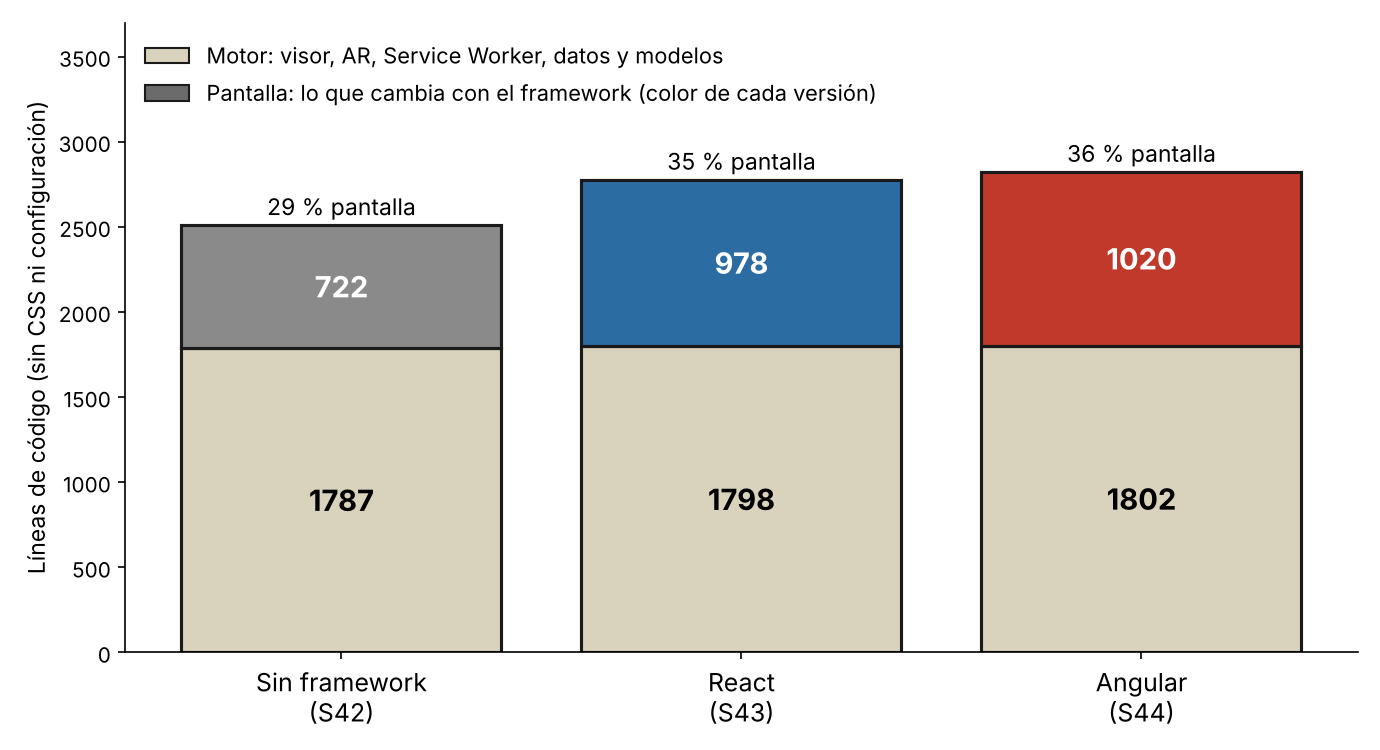 Líneas de código (sin CSS ni configuración)
3500
3000
2500
2000
1500
1000
500
0
Motor: visor, AR, Service Worker, datos y modelos
Pantalla: lo que cambia con el framework (color de cada versión)
29 % pantalla
722
1787
35 % pantalla
978
1798
36 % pantalla
1020
1802
Sin framework
(S42)
React
(S43)
Angular
(S44)